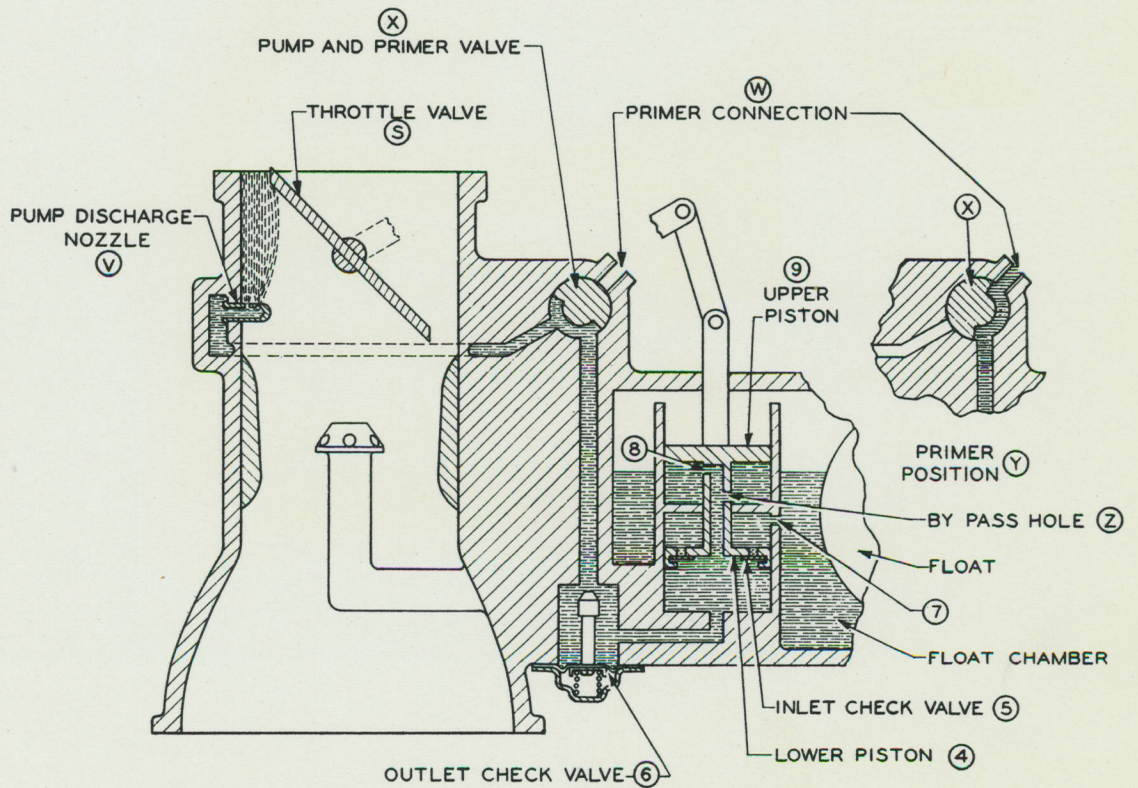 X
PUMP AND PRIMER VALVE
THROTTLE VALVE
S
W
PRIMER CONNECTION
PUMP DISCHARGE
NOZZLE
V
X
9
UPPER
PISTON
8
PRIMER
POSITION Y
BY PASS HOLE Z
FLOAT
7
FLOAT CHAMBER
INLET CHECK VALVE 5
LOWER PISTON 4
OUTLET CHECK VALVE 6